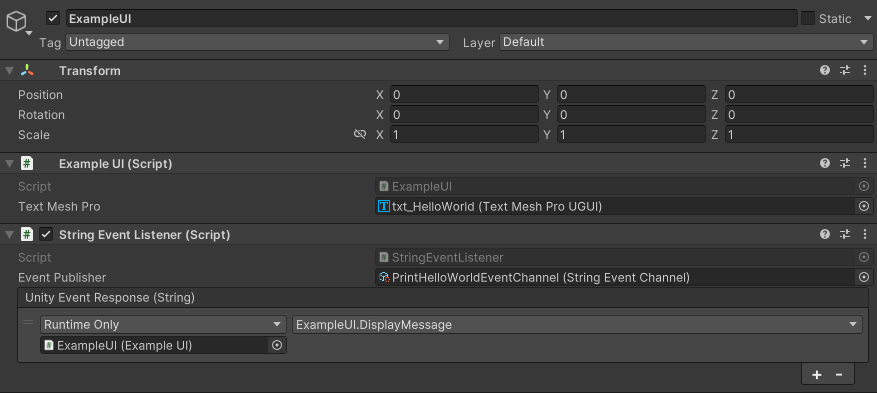 ExampleUI Static
Tag Untagged Layer Default
Transform
Position X 0 Y 0 Z 0
Rotation X 0 Y 0 Z 0
Scale X 1 Y 1 Z 1
# Example UI (Script)
Script # ExampleUI
Text Mesh Pro T txt_HelloWorld (Text Mesh Pro UGUI)
# String Event Listener (Script)
Script # StringEventListener
Event Publisher PrintHelloWorldEventChannel (String Event Channel)
Unity Event Response (String)
Runtime Only ExampleUI.DisplayMessage
# ExampleUI (Example UI)
+ -